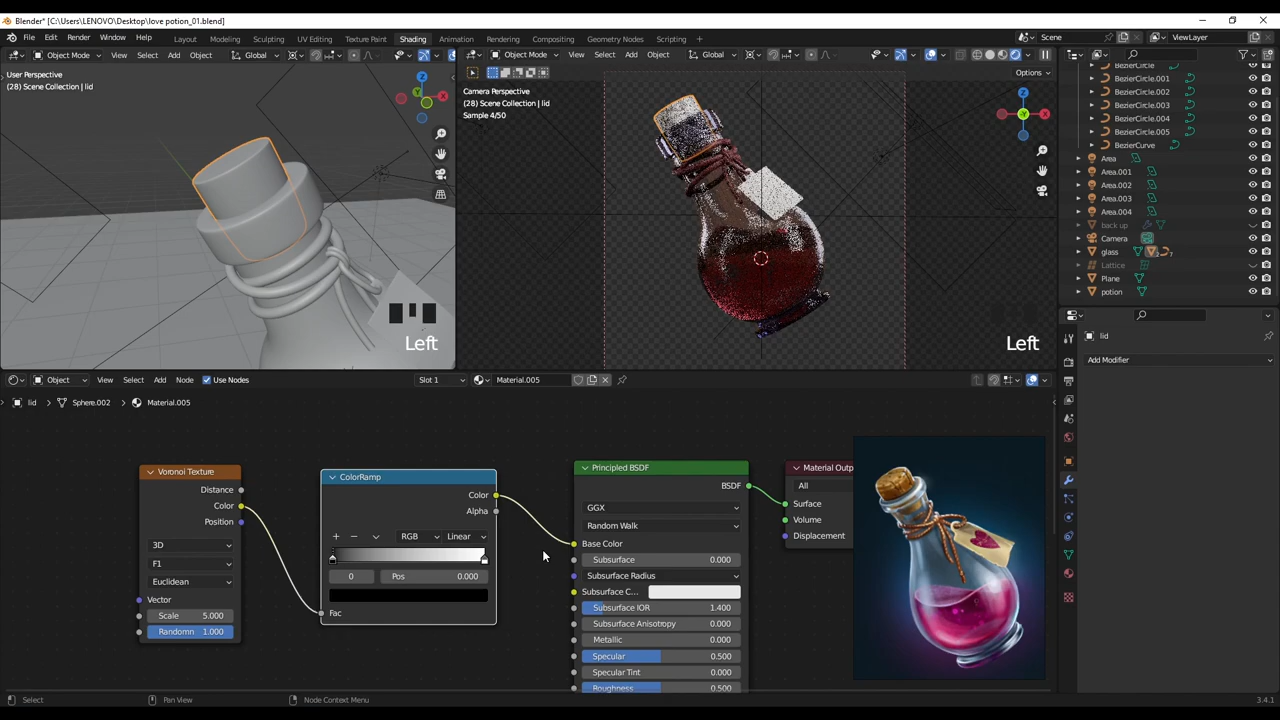 Blender* [C:\Users\LENOVO\Desktop\love potion_01.blend]
File Edit Render Window Help Layout Modeling Sculpting UV Editing Texture Paint Shading Animation Rendering Compositing Geometry Nodes Scripting Scene ViewLayer
Object Mode View Select Add Object Global
Object Mode View Select Add Object Global
Options
User Perspective
(28) Scene Collection | lid
Camera Perspective
(28) Scene Collection | lid
Sample 4/50
Z
Y
X
Z
Y
X
Left
Left
BezierCircle
BezierCircle.001
BezierCircle.002
BezierCircle.003
BezierCircle.004
BezierCircle.005
BezierCurve
Area
Area.001
Area.002
Area.003
Area.004
back up
Camera
glass
Lattice
Plane
potion
lid
Add Modifier
Object View Select Add Node Use Nodes Slot 1 Material.005
lid > Sphere.002 > Material.005
Voronoi Texture
Distance
Color
Position
3D
F1
Euclidean
Vector
Scale 5.000
Randomn 1.000
ColorRamp
Color
Alpha
RGB Linear
0 Pos 0.000
Fac
Principled BSDF
BSDF
GGX
Random Walk
Base Color
Subsurface 0.000
Subsurface Radius
Subsurface C...
Subsurface IOR 1.400
Subsurface Anisotropy 0.000
Metallic 0.000
Specular 0.500
Specular Tint 0.000
Roughness 0.500
Material Outp
All
Surface
Volume
Displacement
Select Pan View Node Context Menu 3.4.1